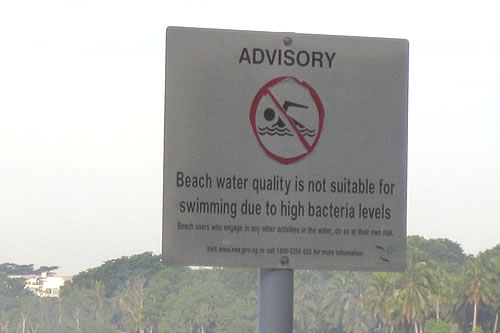 ADVISORY
Beach water quality is not suitable for
swimming due to high bacteria levels
Beach users who engage in any other activities in the water, do so at their own risk.
Visit www.nea.gov.sg or call 1800-2255 632 for more information